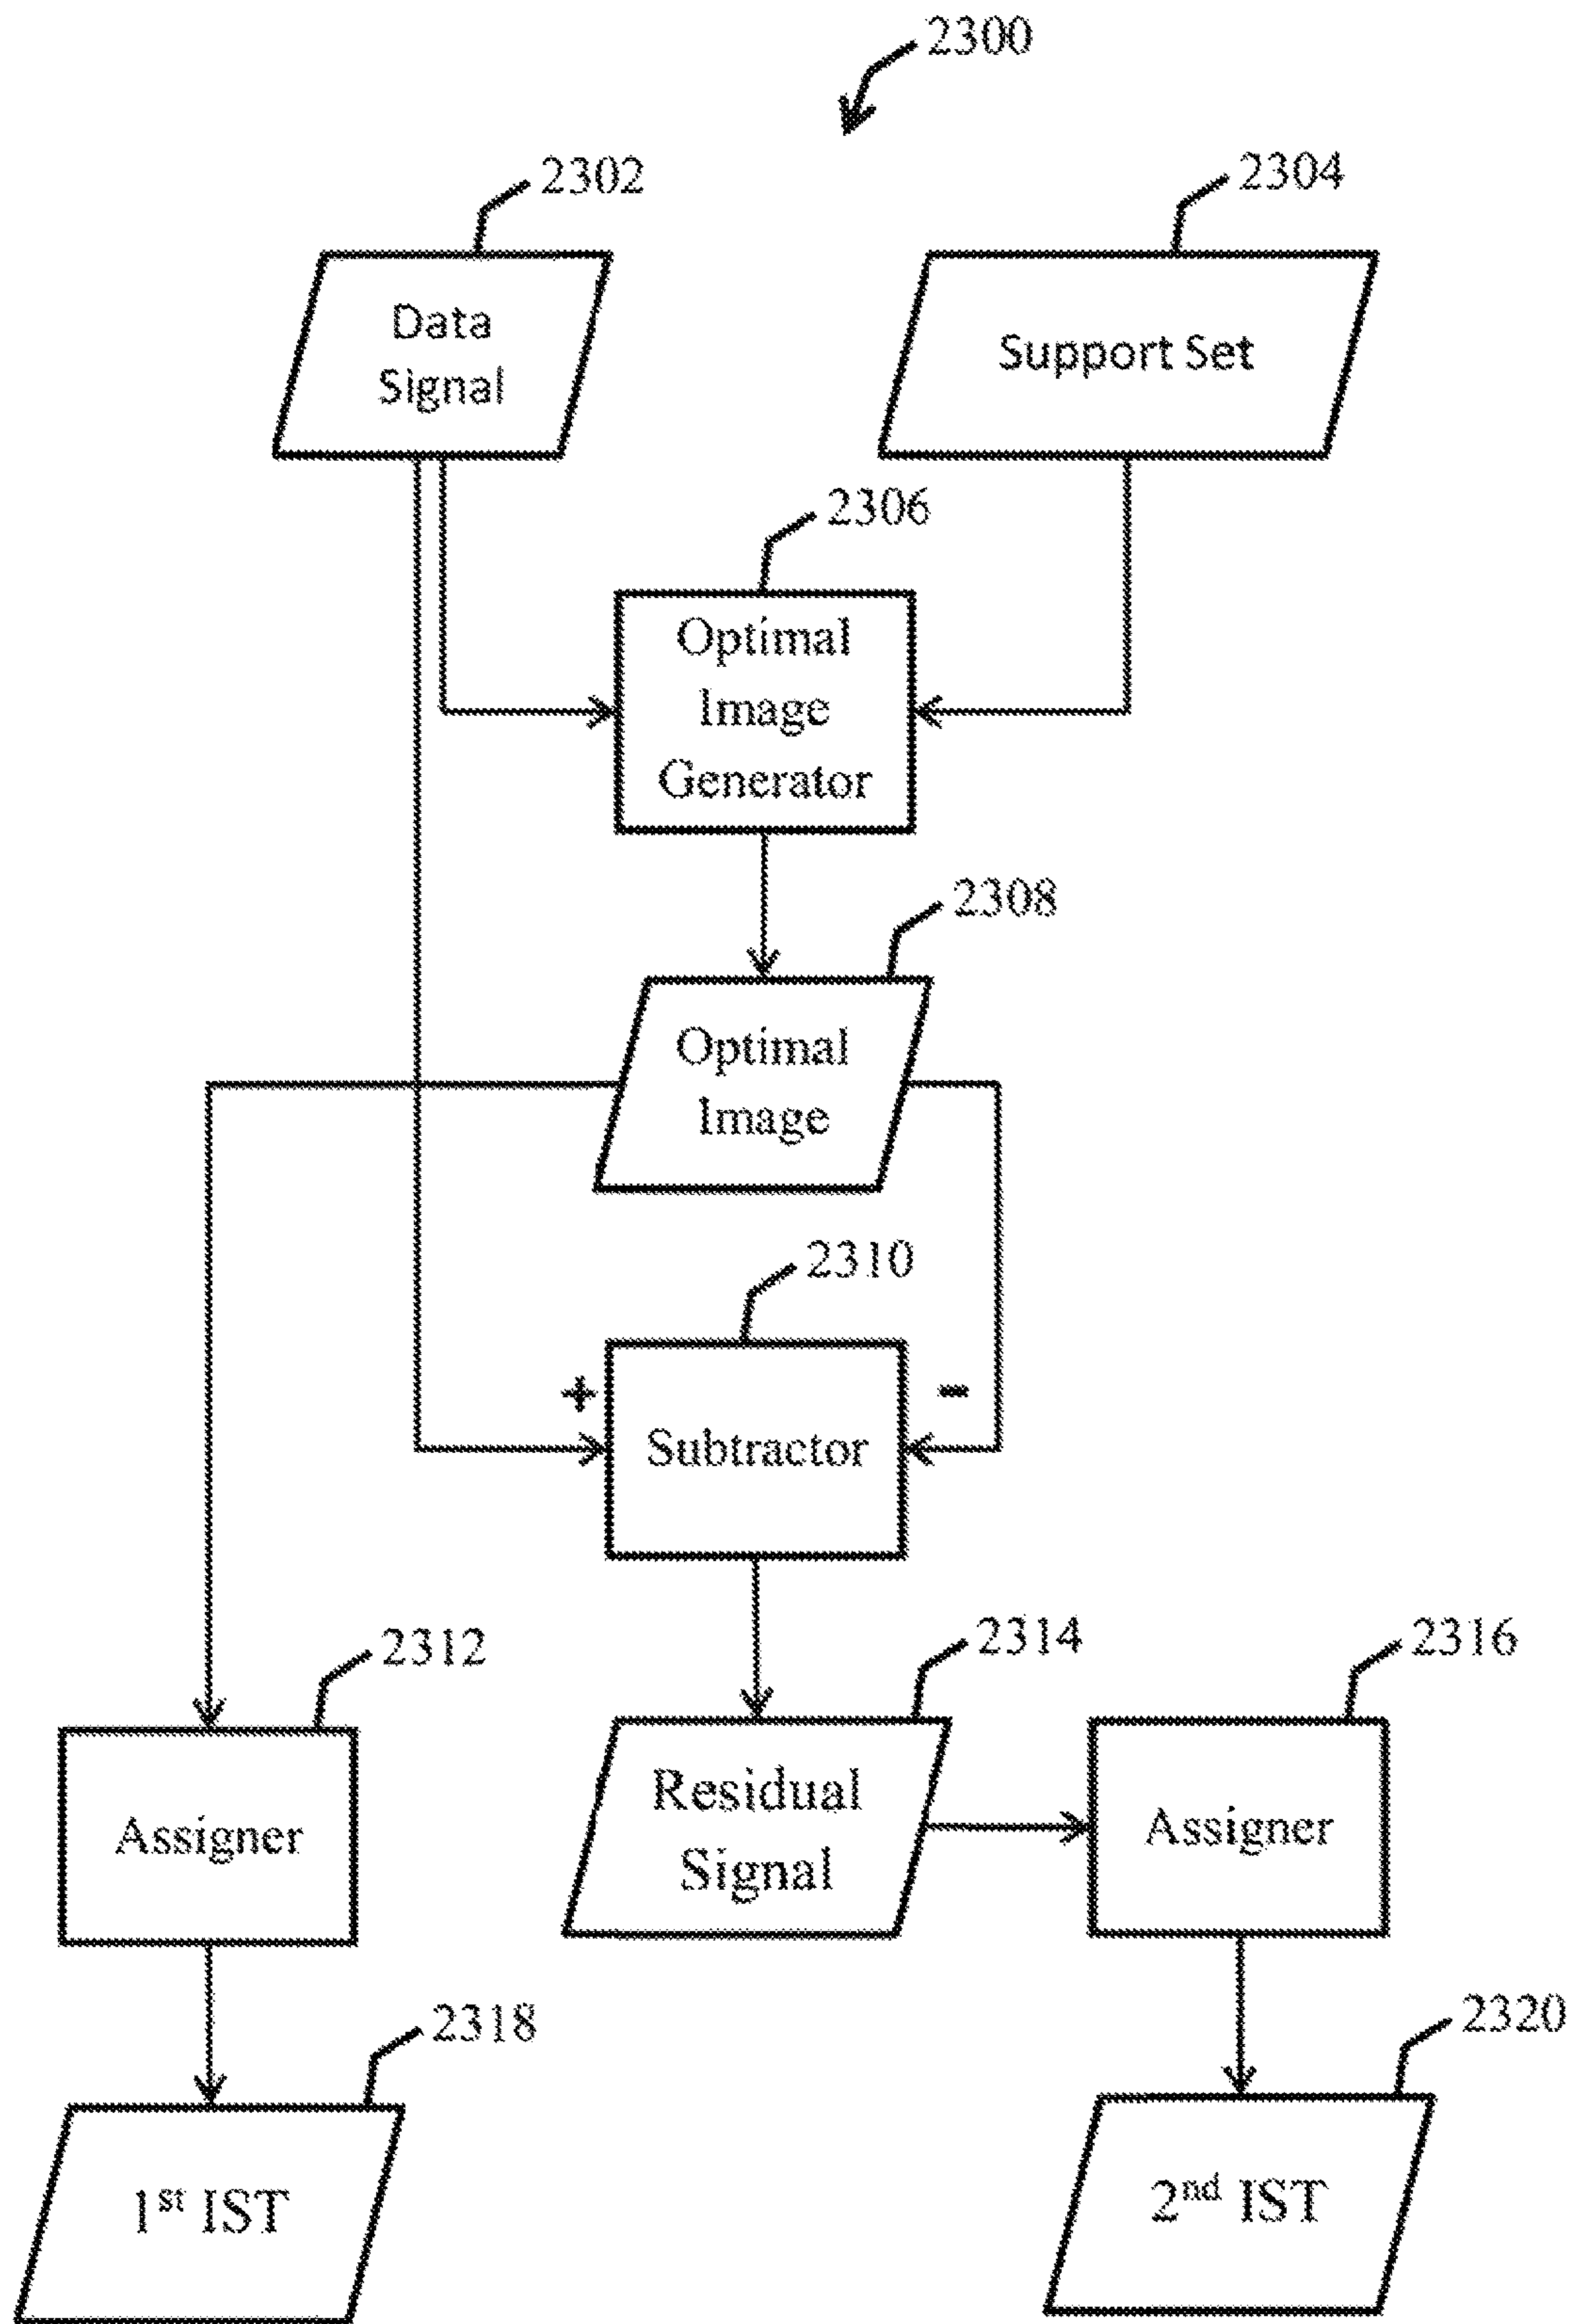 2300
2302
2304
Data
Signal
Support Set
2306
Optimal
Image
Generator
2308
Optimal
Image
2310
+
-
Subtractor
2312
2314
2316
Assigner
Residual
Signal
Assigner
2318
2320
1st IST
2nd IST